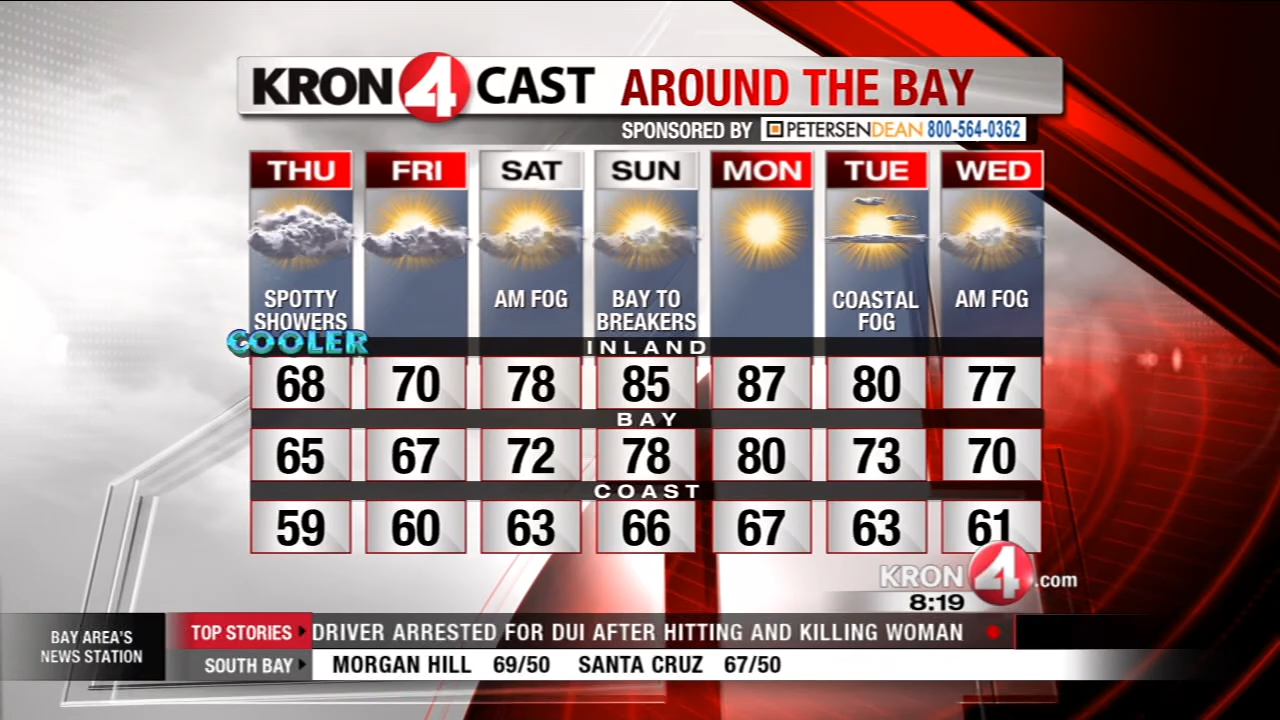 KRON 4 CAST AROUND THE BAY
SPONSORED BY PETERSENDEAN 800-564-0362
THU FRI SAT SUN MON TUE WED
SPOTTY SHOWERS
AM FOG
BAY TO BREAKERS
COASTAL FOG
AM FOG
COOLER
INLAND
68 70 78 85 87 80 77
BAY
65 67 72 78 80 73 70
COAST
59 60 63 66 67 63 61
KRON 4 .com
8:19
BAY AREA'S
NEWS STATION
TOP STORIES DRIVER ARRESTED FOR DUI AFTER HITTING AND KILLING WOMAN
SOUTH BAY MORGAN HILL 69/50 SANTA CRUZ 67/50